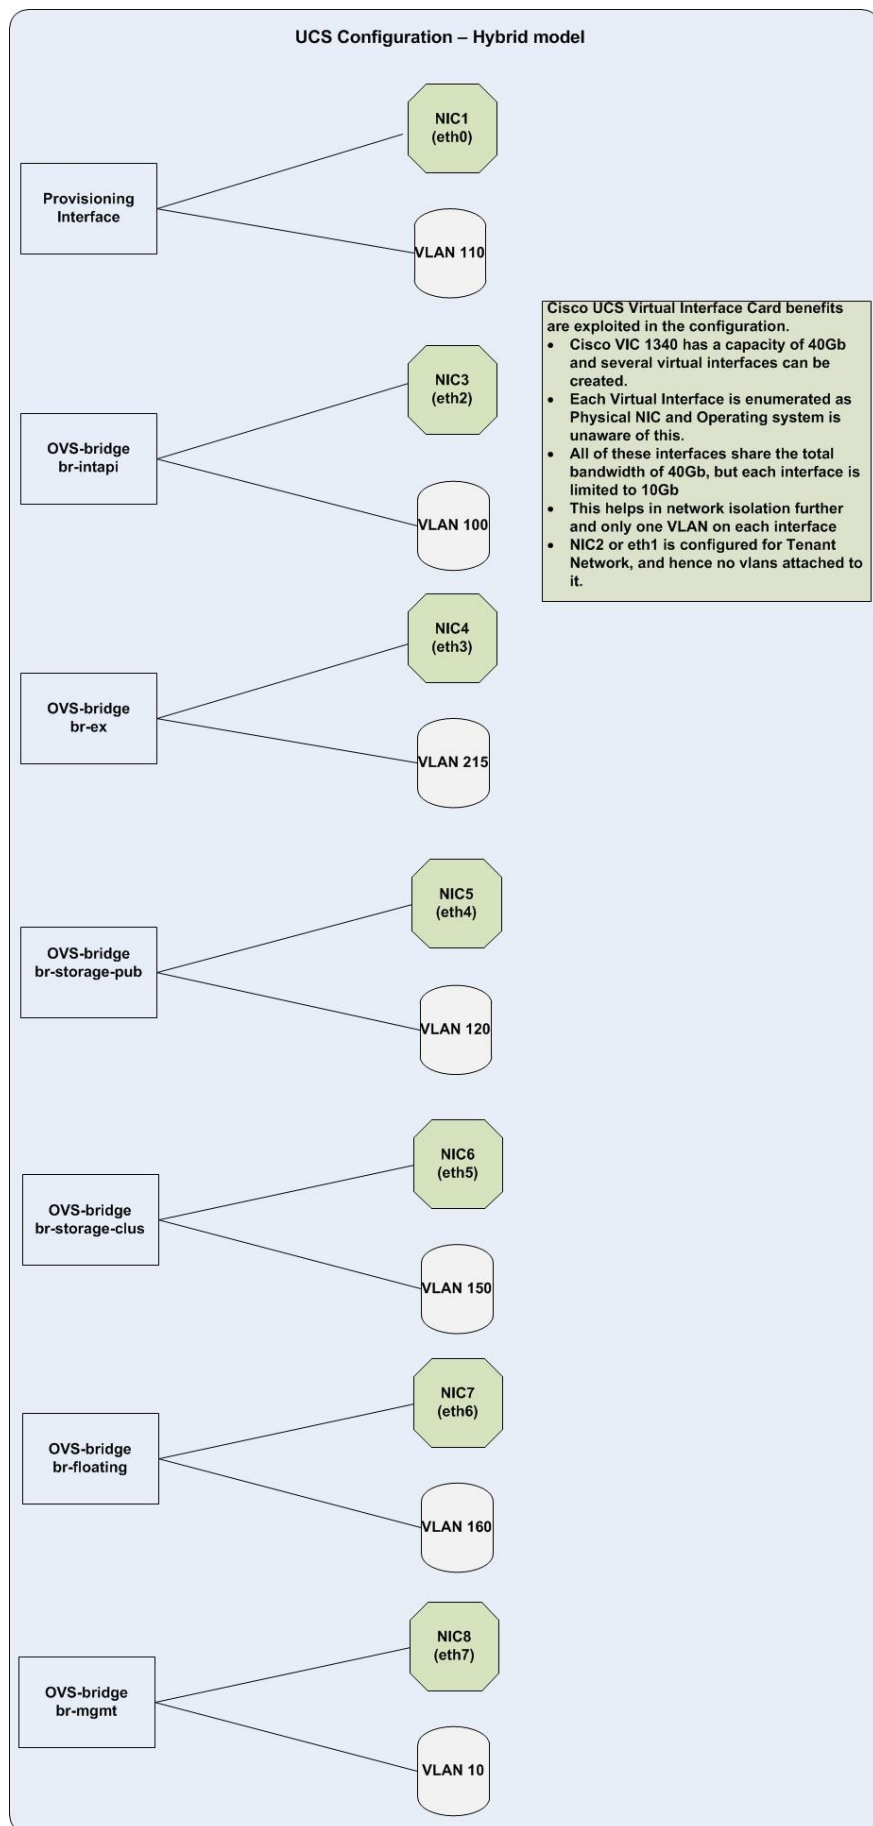 UCS Configuration – Hybrid model
NIC1
(eth0)
Provisioning
Interface
VLAN 110
Cisco UCS Virtual Interface Card benefits
are exploited in the configuration.
• Cisco VIC 1340 has a capacity of 40Gb
and several virtual interfaces can be
created.
• Each Virtual Interface is enumerated as
Physical NIC and Operating system is
unaware of this.
• All of these interfaces share the total
bandwidth of 40Gb, but each interface is
limited to 10Gb
• This helps in network isolation further
and only one VLAN on each interface
• NIC2 or eth1 is configured for Tenant
Network, and hence no vlans attached to
it.
NIC3
(eth2)
OVS-bridge
br-intapi
VLAN 100
NIC4
(eth3)
OVS-bridge
br-ex
VLAN 215
NIC5
(eth4)
OVS-bridge
br-storage-pub
VLAN 120
NIC6
(eth5)
OVS-bridge
br-storage-clus
VLAN 150
NIC7
(eth6)
OVS-bridge
br-floating
VLAN 160
NIC8
(eth7)
OVS-bridge
br-mgmt
VLAN 10